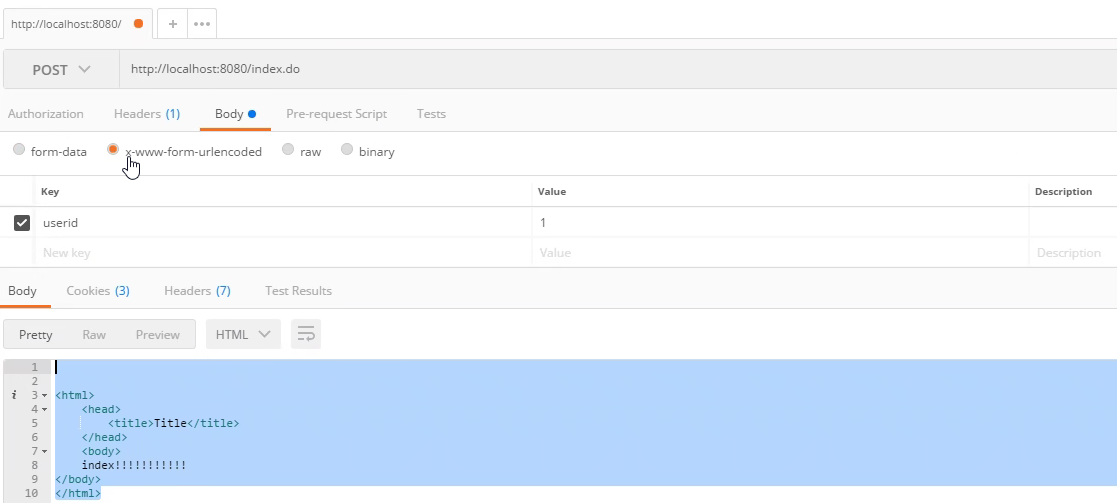 http://localhost:8080/ + •••
POST http://localhost:8080/index.do
Authorization Headers (1) Body Pre-request Script Tests
form-data x-www-form-urlencoded raw binary
Key Value Description
userid 1
New key Value Description
Body Cookies (3) Headers (7) Test Results
Pretty Raw Preview HTML
1
2
i 3 <html>
4 <head>
5 <title>Title</title>
6 </head>
7 <body>
8 index!!!!!!!!!!!
9 </body>
10 </html>